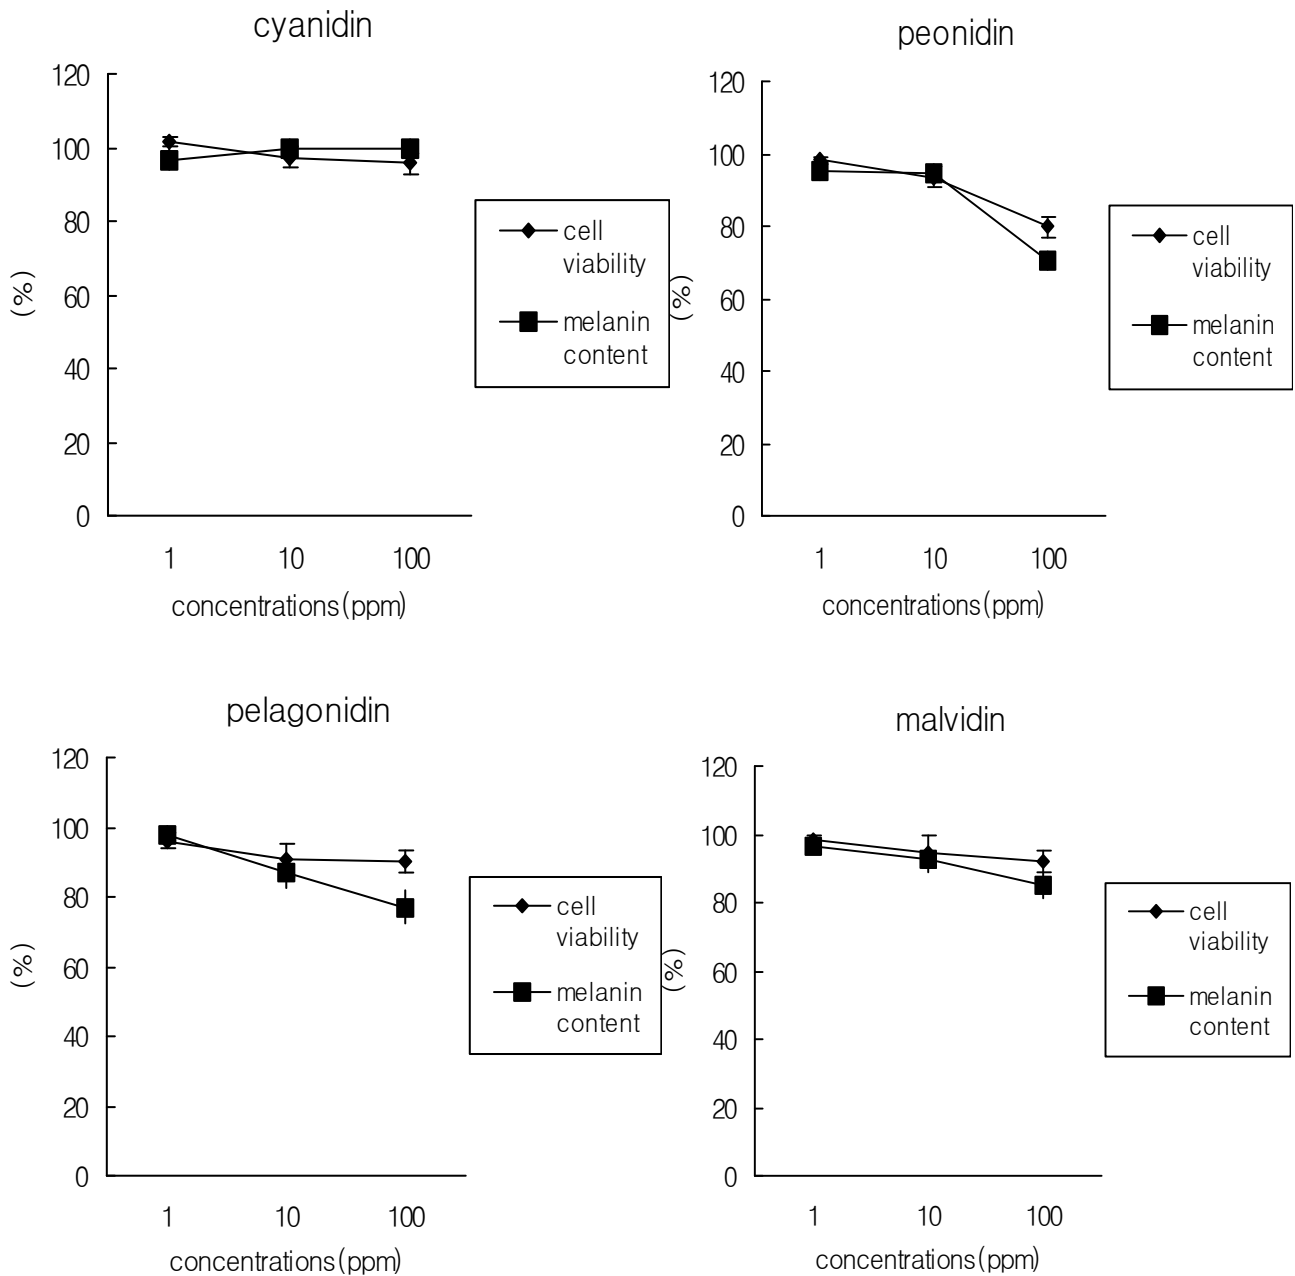 cyanidin
120
100
80
60
40
20
0
(%)
1 10 100
concentrations(ppm)
cell
viability
melanin
content
peonidin
120
100
80
60
40
20
0
(%)
1 10 100
concentrations(ppm)
cell
viability
melanin
content
pelagonidin
120
100
80
60
40
20
0
(%)
1 10 100
concentrations(ppm)
cell
viability
melanin
content
malvidin
120
100
80
60
40
20
0
(%)
1 10 100
concentrations(ppm)
cell
viability
melanin
content